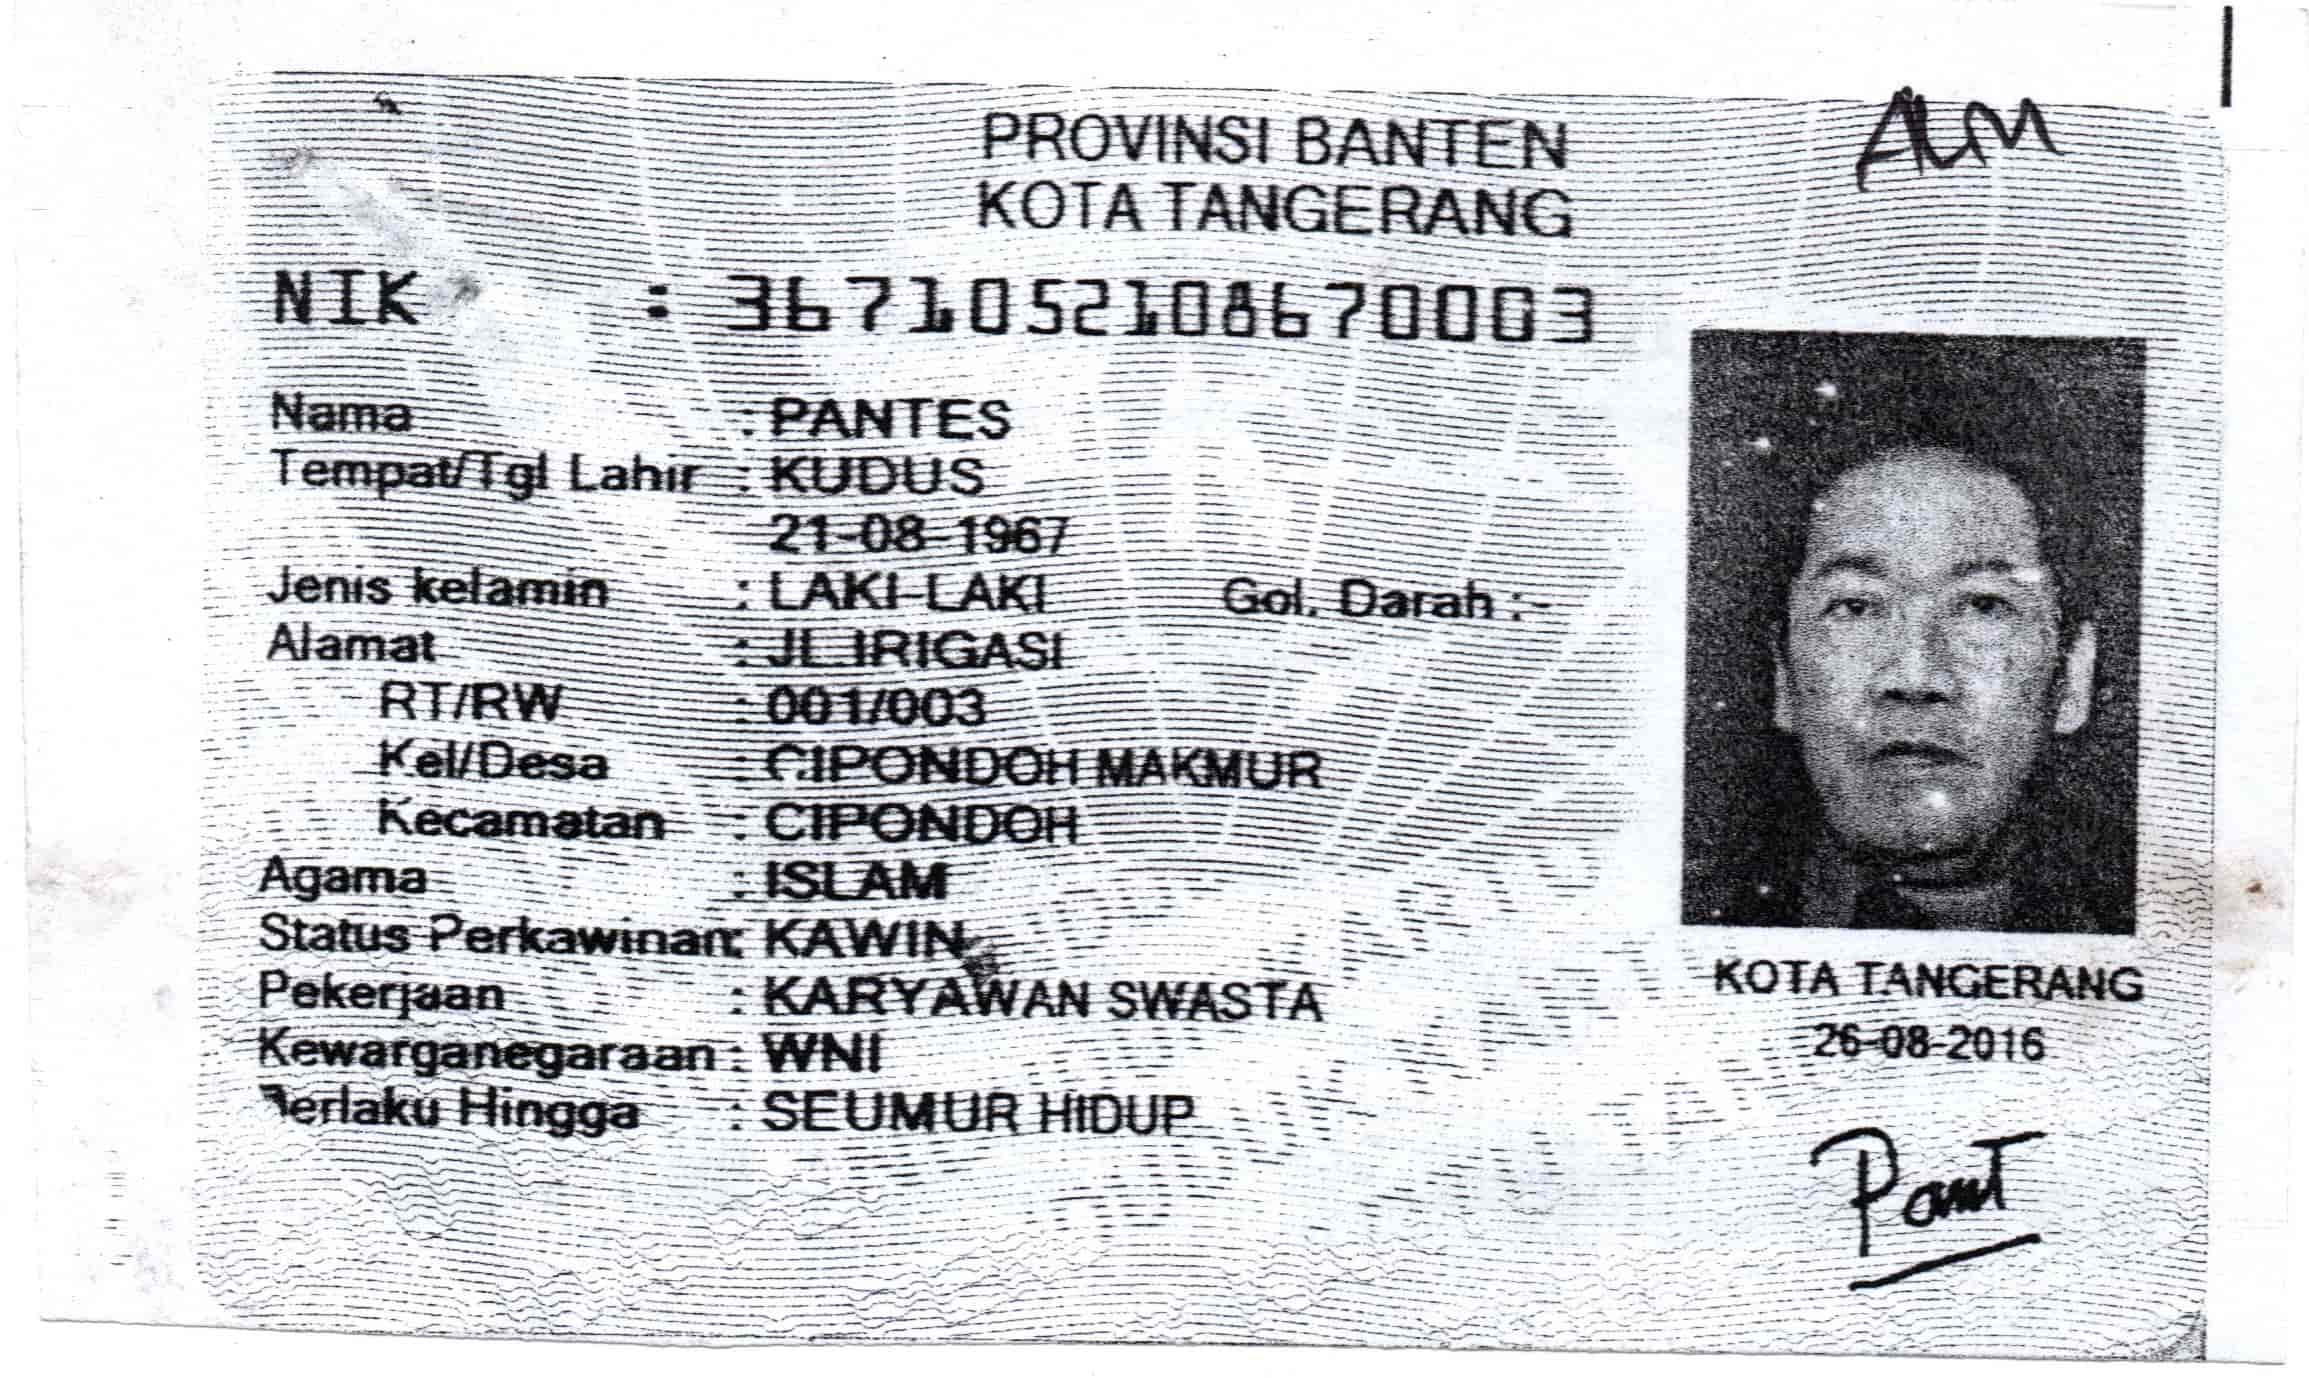 PROVINSI BANTEN
KOTA TANGERANG
ALM
NIK : 3671052108670003
Nama : PANTES
Tempat/Tgl Lahir : KUDUS
21-08-1967
Jenis kelamin : LAKI-LAKI Gol. Darah : -
Alamat : JL.IRIGASI
RT/RW : 001/003
Kel/Desa : CIPONDOH MAKMUR
Kecamatan : CIPONDOH
Agama : ISLAM
Status Perkawinan: KAWIN
Pekerjaan : KARYAWAN SWASTA
Kewarganegaraan : WNI
Berlaku Hingga : SEUMUR HIDUP
KOTA TANGERANG
26-08-2016
Pant